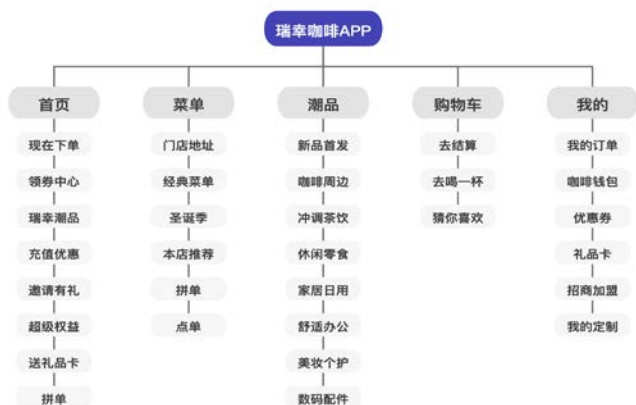 瑞幸咖啡APP
首页
现在下单
领券中心
瑞幸潮品
充值优惠
邀请有礼
超级权益
送礼品卡
拼单
菜单
门店地址
经典菜单
圣诞季
本店推荐
拼单
点单
潮品
新品首发
咖啡周边
冲调茶饮
休闲零食
家居日用
舒适办公
美妆个护
数码配件
购物车
去结算
去喝一杯
猜你喜欢
我的
我的订单
咖啡钱包
优惠券
礼品卡
招商加盟
我的定制